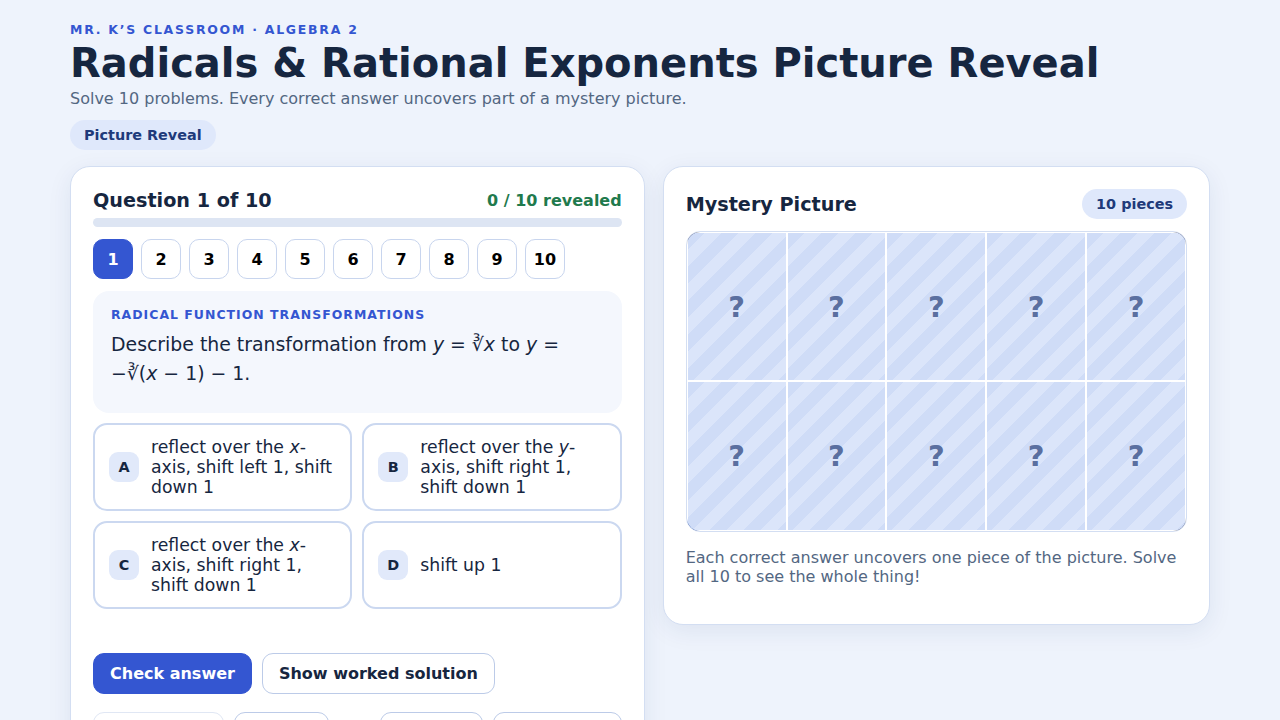 MR. K’S CLASSROOM · ALGEBRA 2
Radicals & Rational Exponents Picture Reveal
Solve 10 problems. Every correct answer uncovers part of a mystery picture.
Picture Reveal
Question 1 of 10
0 / 10 revealed
1 2 3 4 5 6 7 8 9 10
RADICAL FUNCTION TRANSFORMATIONS
Describe the transformation from y = ∛x to y =
−∛(x − 1) − 1.
A
reflect over the x-
axis, shift left 1, shift
down 1
B
reflect over the y-
axis, shift right 1,
shift down 1
C
reflect over the x-
axis, shift right 1,
shift down 1
D
shift up 1
Check answer
Show worked solution
Mystery Picture
10 pieces
? ? ? ? ?
? ? ? ? ?
Each correct answer uncovers one piece of the picture. Solve
all 10 to see the whole thing!